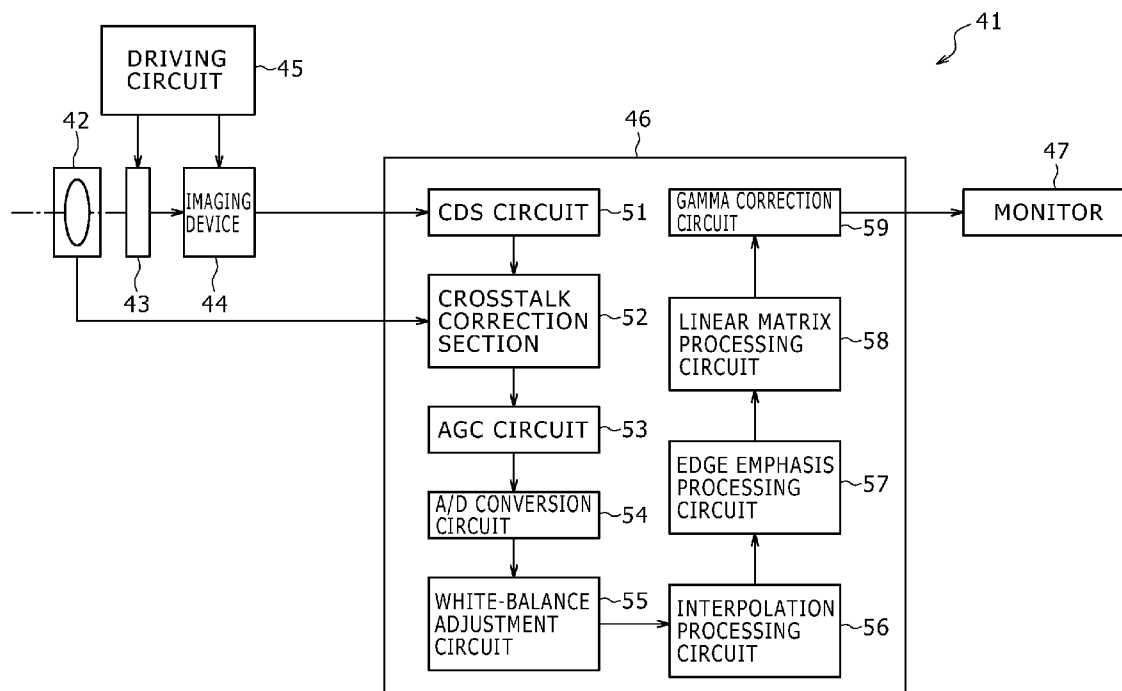 41
DRIVING
CIRCUIT
45
42
46
47
IMAGING
DEVICE
43
44
CDS CIRCUIT
51
GAMMA CORRECTION
CIRCUIT
59
MONITOR
CROSSTALK
CORRECTION
SECTION
52
LINEAR MATRIX
PROCESSING
CIRCUIT
58
AGC CIRCUIT
53
EDGE EMPHASIS
PROCESSING
CIRCUIT
57
A/D CONVERSION
CIRCUIT
54
WHITE-BALANCE
ADJUSTMENT
CIRCUIT
55
INTERPOLATION
PROCESSING
CIRCUIT
56